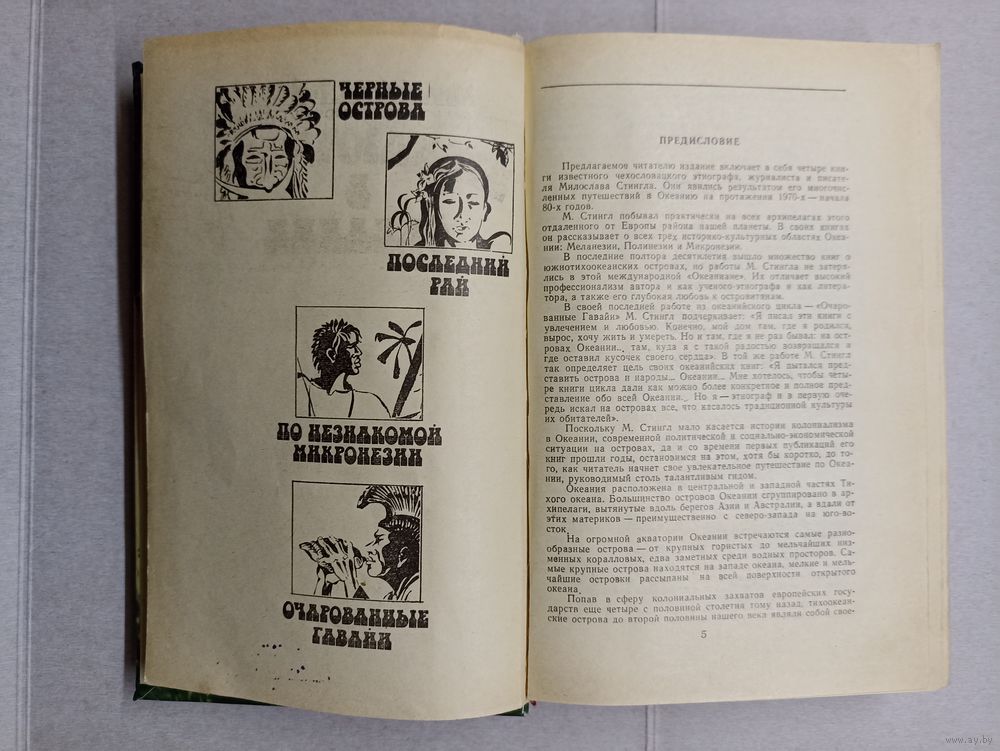 ЧЕРНЫЕ
ОСТРОВА
ПОСЛЕДНИЙ
РАЙ
ПО НЕЗНАКОМОЙ
МИКРОНЕЗИИ
ОЧАРОВАННЫЕ
ГАВАЙИ
ПРЕДИСЛОВИЕ
Предлагаемое читателю издание включает в себя четыре кни-
ги известного чехословацкого этнографа, журналиста и писате-
ля Милослава Стингла. Они явились результатом его многочис-
ленных путешествий в Океанию на протяжении 1970-х — начала
80-х годов.
М. Стингл побывал практически на всех архипелагах этого
отдаленного от Европы района нашей планеты. В своих книгах
он рассказывает о всех трех историко-культурных областях Океа-
нии: Меланезии, Полинезии и Микронезии.
В последние полтора десятилетия вышло множество книг о
южнотихоокеанских островах, но работы М. Стингла не затеря-
лись в этой международной «Океаниане». Их отличает высокий
профессионализм автора и как ученого-этнографа и как литера-
тора, а также его глубокая любовь к островитянам.
В своей последней работе из океанийского цикла — «Очаро-
ванные Гавайи» М. Стингл подчеркивает: «Я писал эти книги с
увлечением и любовью. Конечно, мой дом там, где я родился,
вырос, хочу жить и умереть. Но и там, где я не раз бывал: на ост-
ровах Океании.., там, куда я с такой радостью возвращался и
где оставил кусочек своего сердца». В той же работе М. Стингл
так определяет цель своих океанийских книг: «Я пытался пред-
ставить острова и народы... Океании... Мне хотелось, чтобы четы-
ре книги цикла дали как можно более конкретное и полное пред-
ставление обо всей Океании.. Но я — этнограф и в первую оче-
редь искал на островах все, что касалось традиционной культуры
их обитателей».
Поскольку М. Стингл мало касается истории колониализма
в Океании, современной политической и социально-экономической
ситуации на островах, да и со времени первых публикаций его
книг прошли годы, остановимся на этом, хотя бы коротко, до то-
го, как читатель начнет свое увлекательное путешествие по Океа-
нии, руководимый столь талантливым гидом.
Океания расположена в центральной и западной частях Ти-
хого океана. Большинство островов Океании сгруппировано в ар-
хипелаги, вытянутые вдоль берегов Азии и Австралии, а вдали от
этих материков — преимущественно с северо-запада на юго-во-
сток.
На огромной акватории Океании встречаются самые разно-
образные острова — от крупных гористых до мельчайших низ-
менных коралловых, едва заметных среди водных просторов. Са-
мые крупные острова находятся на западе океана, мелкие и мель-
чайшие островки рассыпаны на всей поверхности открытого
океана.
Попав в сферу колониальных захватов европейских госу-
дарств еще четыре с половиной столетия тому назад, тихоокеан-
ские острова до второй половины нашего века являли собой свое-
5
www.ay.by